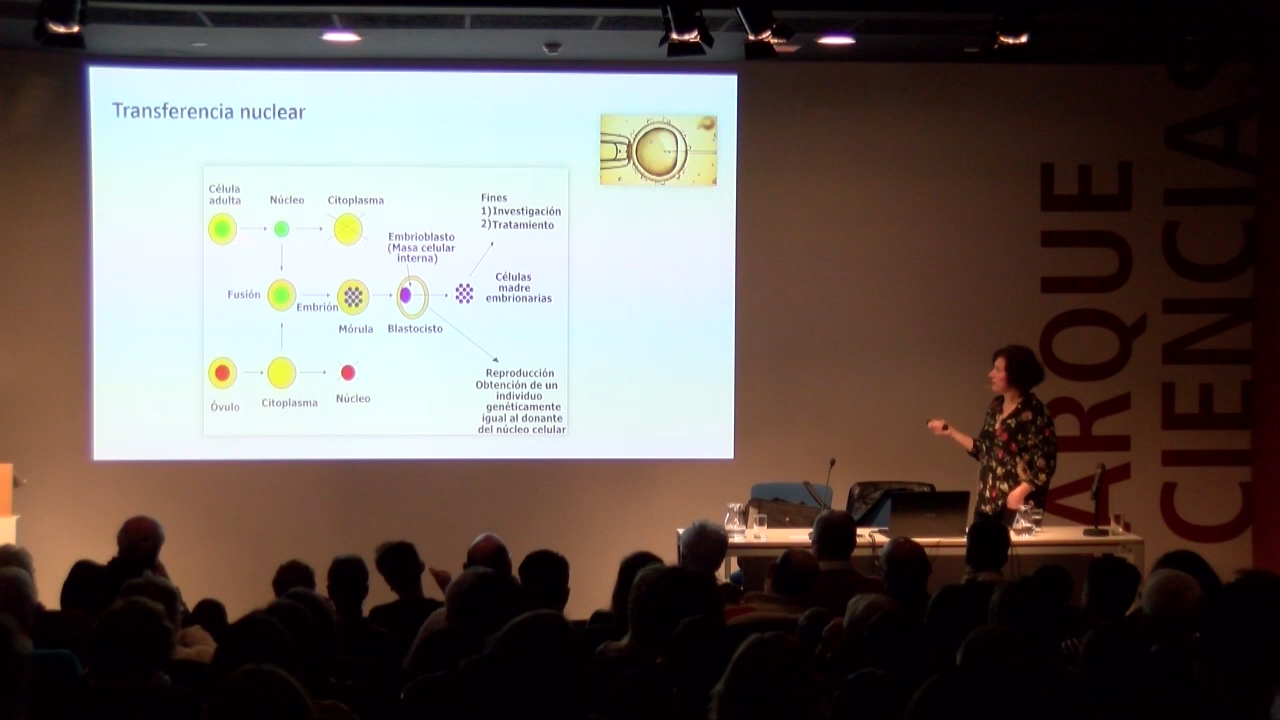 Transferencia nuclear
Célula
adulta
Núcleo
Citoplasma
Fines
1)Investigación
2)Tratamiento
Embrioblasto
(Masa celular
interna)
Fusión
Embrión
Células
madre
embrionarias
Mórula
Blastocisto
Óvulo
Citoplasma
Núcleo
Reproducción
Obtención de un
individuo
genéticamente
igual al donante
del núcleo celular
ARQUE
CIENCIA